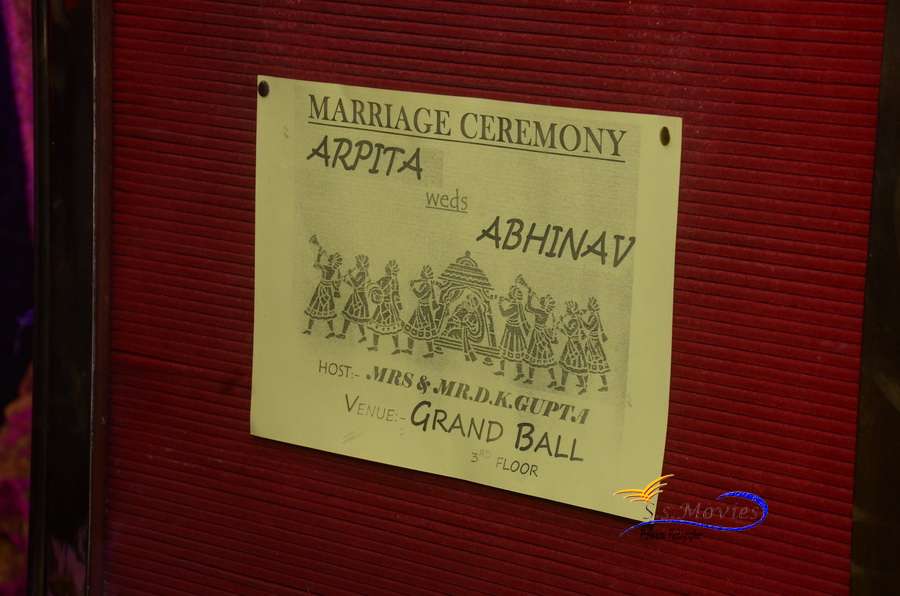 MARRIAGE CEREMONY
ARPITA
weds
ABHINAV
HOST:- MRS & MR.D.K.GUPTA
VENUE:- GRAND BALL
3RD FLOOR
S.s. Movies